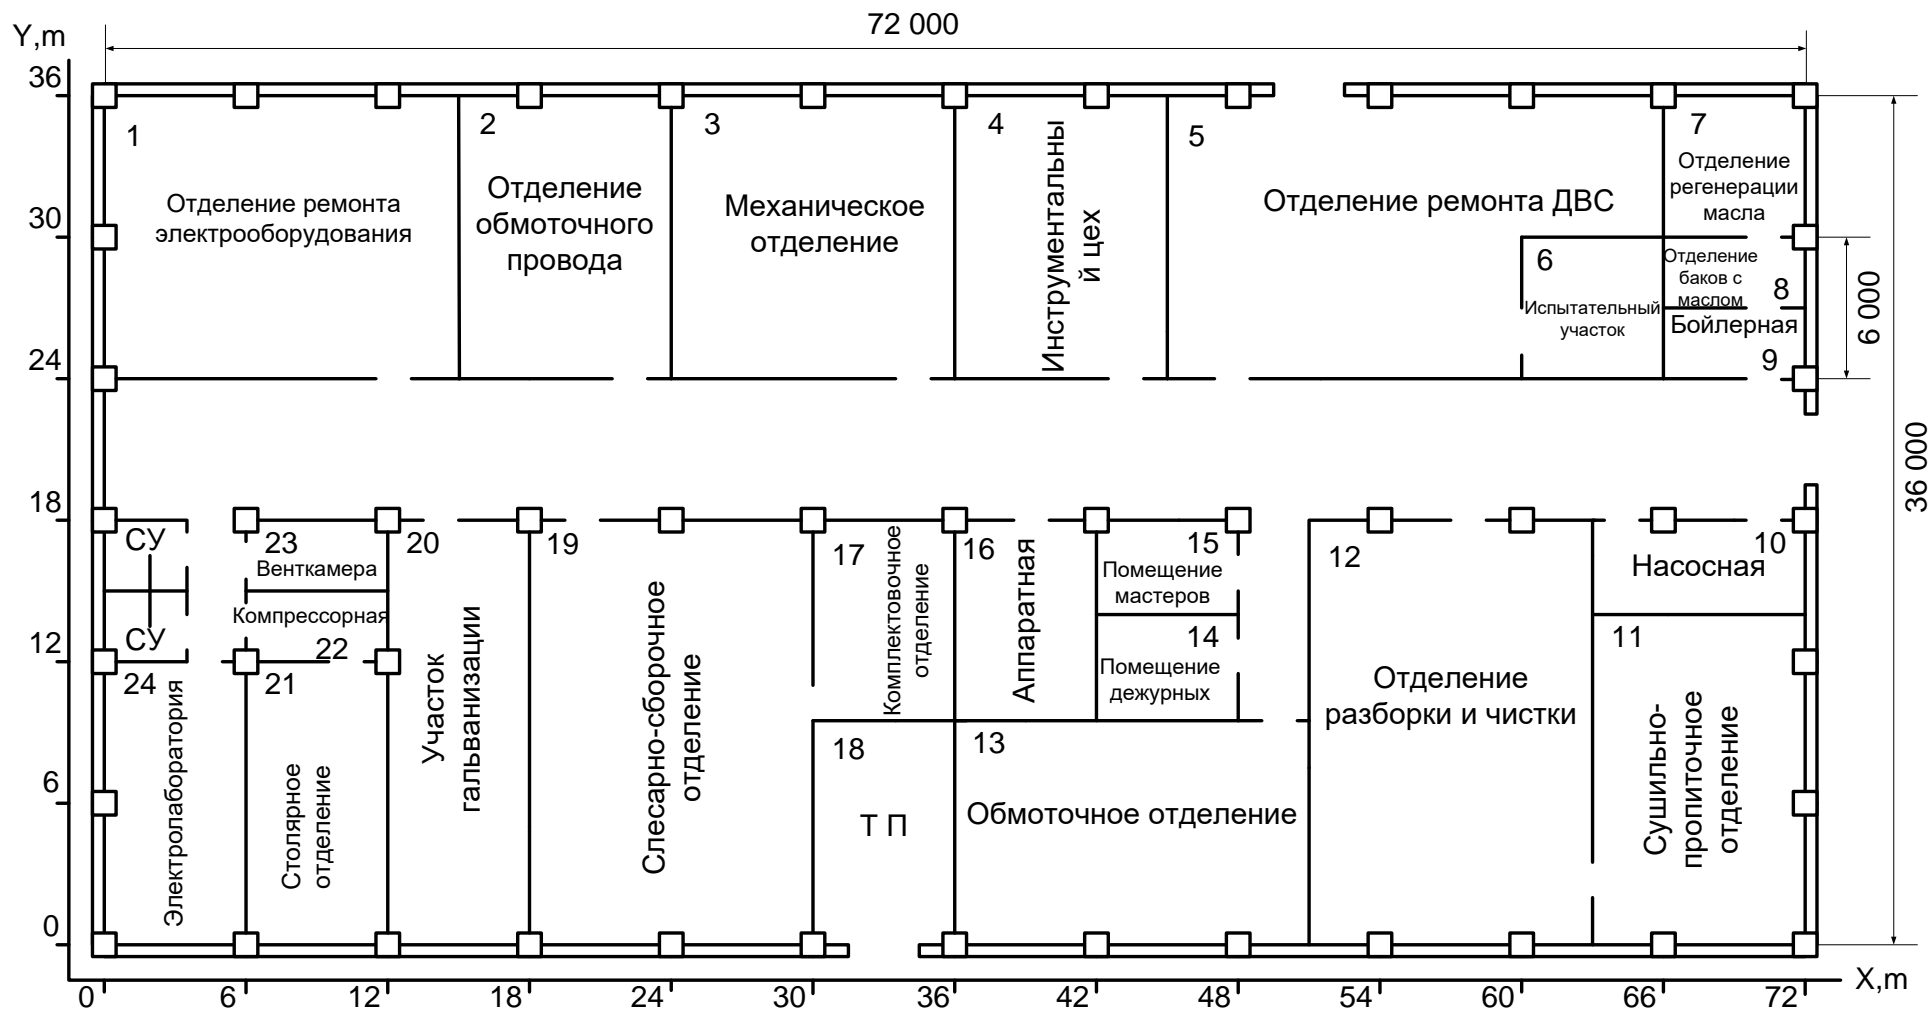 72 000
Y,m
36
30
24
18
12
6
0
1
Отделение ремонта
электрооборудования
2
Отделение
обмоточного
провода
3
Механическое
отделение
4
Инструментальны
й цех
5
Отделение ремонта ДВС
6
Испытательный
участок
7
Отделение
регенерации
масла
Отделение
баков с
маслом
8
Бойлерная
9
6 000
36 000
СУ
СУ
23
Венткамера
Компрессорная
22
24
Электролаборатория
21
Столярное
отделение
20
Участок
гальванизации
19
Слесарно-сборочное
отделение
17
Комплектовочное
отделение
18
Т П
16
Аппаратная
15
Помещение
мастеров
14
Помещение
дежурных
13
Обмоточное отделение
12
Отделение
разборки и чистки
10
Насосная
11
Сушильно-
пропиточное
отделение
0
6
12
18
24
30
36
42
48
54
60
66
72
X,m